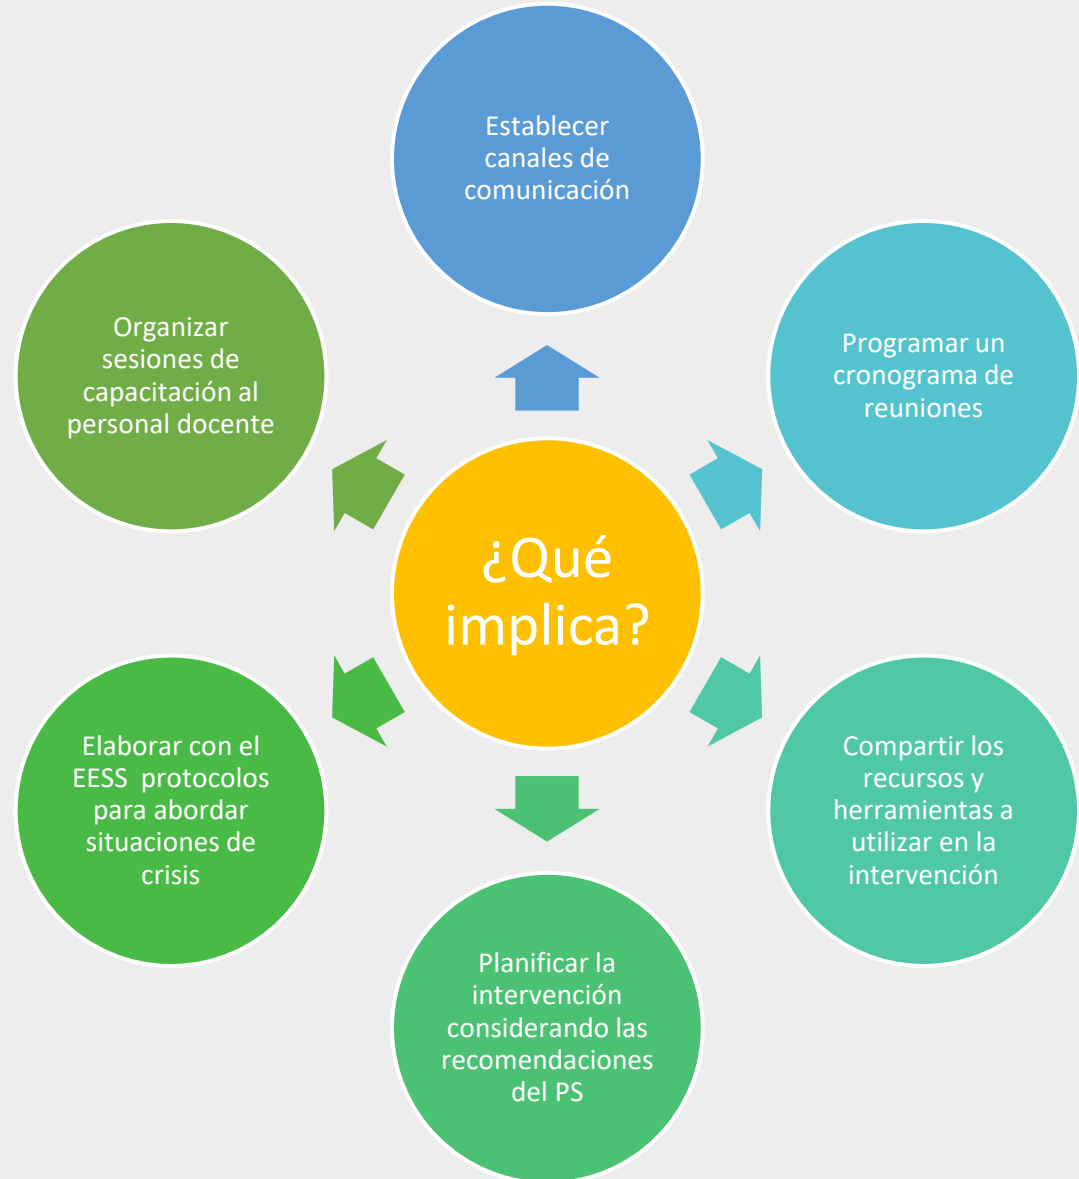 Establecer
canales de
comunicación
Programar un
cronograma de
reuniones
Compartir los
recursos y
herramientas a
utilizar en la
intervención
Planificar la
intervención
considerando las
recomendaciones
del PS
Elaborar con el
EESS  protocolos
para abordar
situaciones de
crisis
Organizar
sesiones de
capacitación al
personal docente
¿Qué
implica?